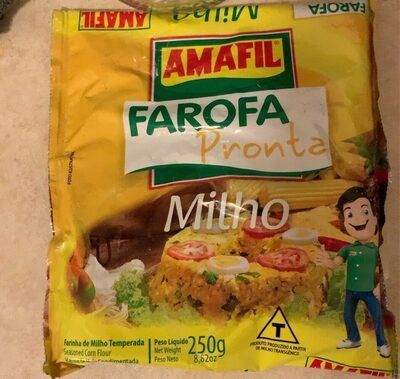 AMAFIL
Milho
FAROFA
AMAFIL
FAROFA
Pronta
Milho
Farinha de Milho Temperada
Seasoned Corn Flour
Peso Líquido
Net Weight
Peso Neto
250g
8,82oz
T
PRODUTO PRODUZIDO A PARTIR
DE MILHO TRANSGÊNICO
AMAFIL